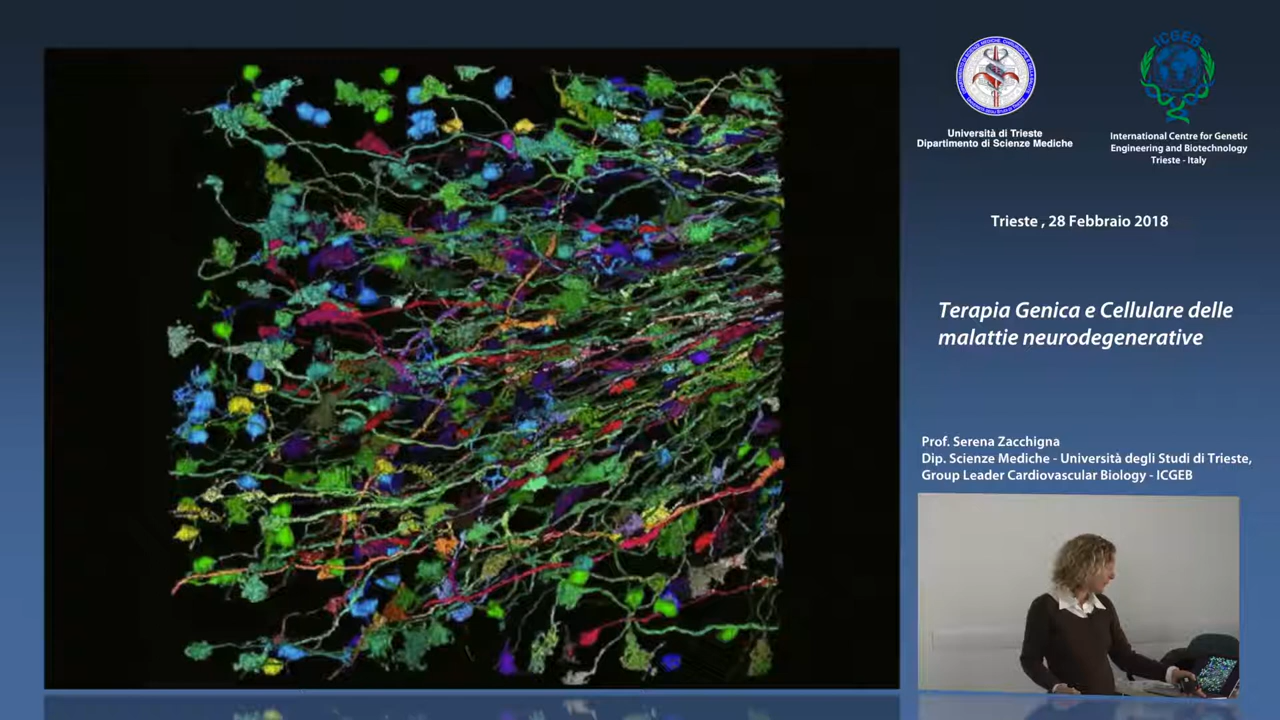 ICGEB
Università di Trieste
Dipartimento di Scienze Mediche
International Centre for Genetic
Engineering and Biotechnology
Trieste - Italy
Trieste , 28 Febbraio 2018
Terapia Genica e Cellulare delle
malattie neurodegenerative
Prof. Serena Zacchigna
Dip. Scienze Mediche - Università degli Studi di Trieste,
Group Leader Cardiovascular Biology - ICGEB